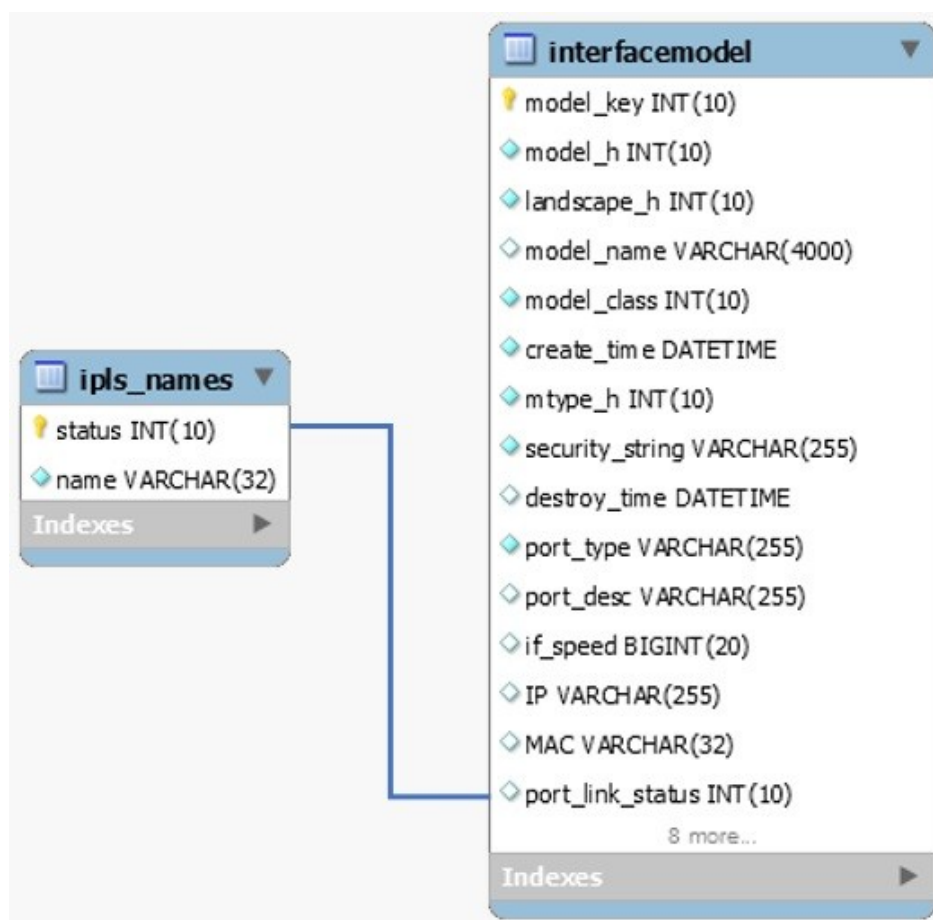 interfacemodel
model_key INT(10)
model_h INT(10)
landscape_h INT(10)
model_name VARCHAR(4000)
model_class INT(10)
create_time DATETIME
mtype_h INT(10)
security_string VARCHAR(255)
destroy_time DATETIME
port_type VARCHAR(255)
port_desc VARCHAR(255)
if_speed BIGINT(20)
IP VARCHAR(255)
MAC VARCHAR(32)
port_link_status INT(10)
8 more...
Indexes
ipls_names
status INT(10)
name VARCHAR(32)
Indexes